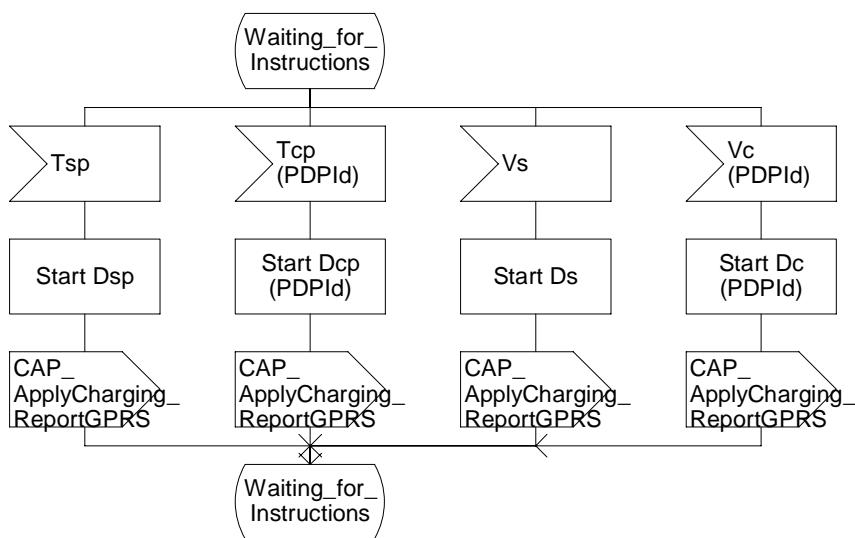 Waiting_for_
Instructions
Tsp
Tcp
(PDPId)
Vs
Vc
(PDPId)
Start Dsp
Start Dcp
(PDPId)
Start Ds
Start Dc
(PDPId)
CAP_
ApplyCharging_
ReportGPRS
CAP_
ApplyCharging_
ReportGPRS
CAP_
ApplyCharging_
ReportGPRS
CAP_
ApplyCharging_
ReportGPRS
Waiting_for_
Instructions